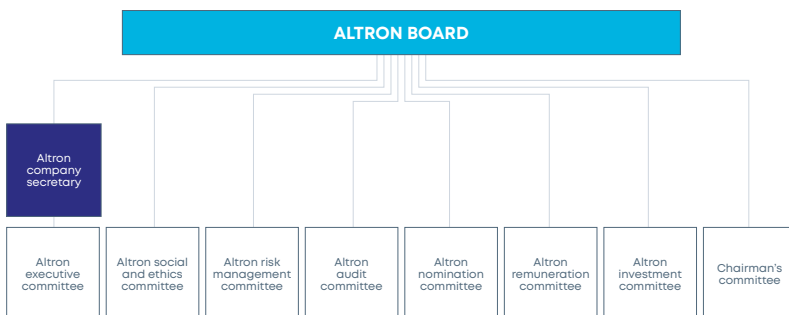 ALTRON BOARD
Altron
company
secretary
Altron
executive
committee
Altron social
and ethics
committee
Altron risk
management
committee
Altron
audit
committee
Altron
nomination
committee
Altron
remuneration
committee
Altron
investment
committee
Chairman's
committee